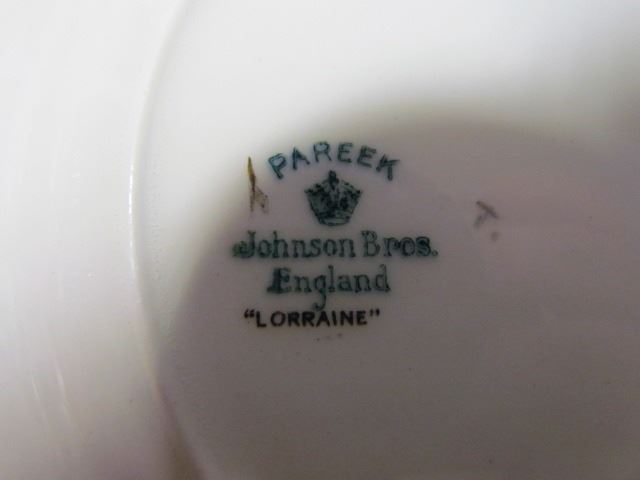 PAREEK
Johnson Bros.
England
"LORRAINE"